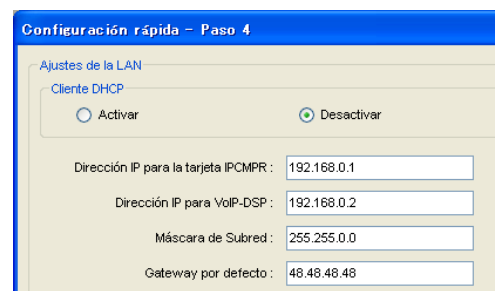 Configuración rápida - Paso 4
Ajustes de la LAN
Cliente DHCP
Activar Desactivar
Dirección IP para la tarjeta IPCMPR : 192.168.0.1
Dirección IP para VoIP-DSP : 192.168.0.2
Máscara de Subred : 255.255.0.0
Gateway por defecto : 48.48.48.48